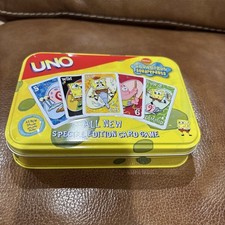 UNO
SpongeBob
SquarePants
ALL NEW
SPECIAL EDITION CARD GAME